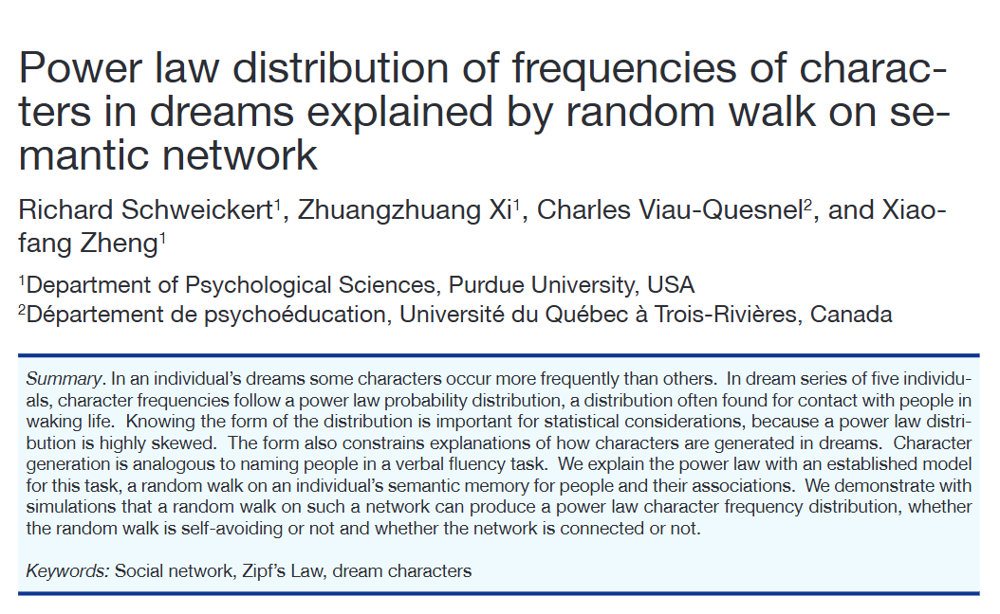 Power law distribution of frequencies of charac-
ters in dreams explained by random walk on se-
mantic network
Richard Schweickert¹, Zhuangzhuang Xi¹, Charles Viau-Quesnel², and Xiao-
fang Zheng¹
¹Department of Psychological Sciences, Purdue University, USA
²Département de psychoéducation, Université du Québec à Trois-Rivières, Canada
Summary. In an individual's dreams some characters occur more frequently than others. In dream series of five individu-
als, character frequencies follow a power law probability distribution, a distribution often found for contact with people in
waking life. Knowing the form of the distribution is important for statistical considerations, because a power law distri-
bution is highly skewed. The form also constrains explanations of how characters are generated in dreams. Character
generation is analogous to naming people in a verbal fluency task. We explain the power law with an established model
for this task, a random walk on an individual's semantic memory for people and their associations. We demonstrate with
simulations that a random walk on such a network can produce a power law character frequency distribution, whether
the random walk is self-avoiding or not and whether the network is connected or not.
Keywords: Social network, Zipf's Law, dream characters